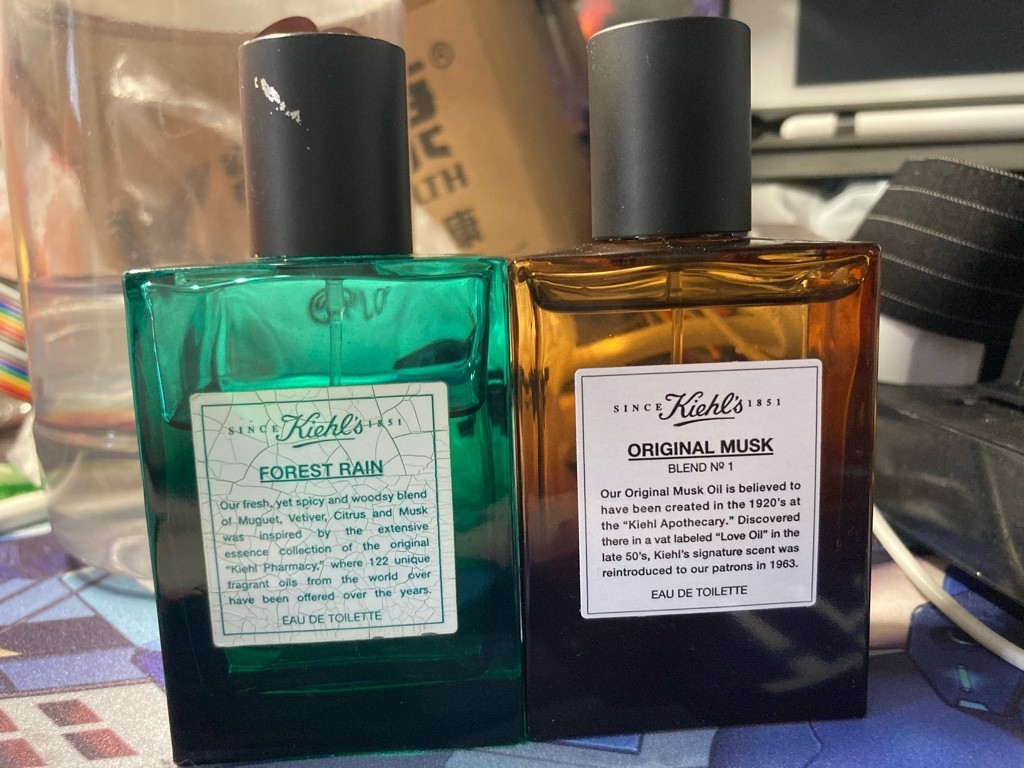 SINCE Kiehl's 1851
FOREST RAIN
Our fresh, yet spicy and woodsy blend
of Muguet, Vetiver, Citrus and Musk
was inspired by the extensive
essence collection of the original
"Kiehl Pharmacy," where 122 unique
fragrant oils from the world over
have been offered over the years.
EAU DE TOILETTE
SINCE Kiehl's 1851
ORIGINAL MUSK
BLEND Nº 1
Our Original Musk Oil is believed to
have been created in the 1920's at
the “Kiehl Apothecary.” Discovered
there in a vat labeled “Love Oil” in the
late 50's, Kiehl's signature scent was
reintroduced to our patrons in 1963.
EAU DE TOILETTE
®
LTH
康